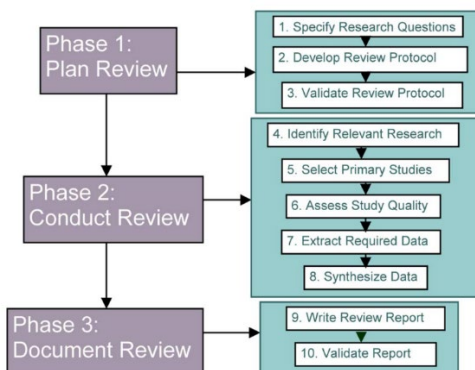 Phase 1:
Plan Review
1. Specify Research Questions
2. Develop Review Protocol
3. Validate Review Protocol
Phase 2:
Conduct Review
4. Identify Relevant Research
5. Select Primary Studies
6. Assess Study Quality
7. Extract Required Data
8. Synthesize Data
Phase 3:
Document Review
9. Write Review Report
10. Validate Report